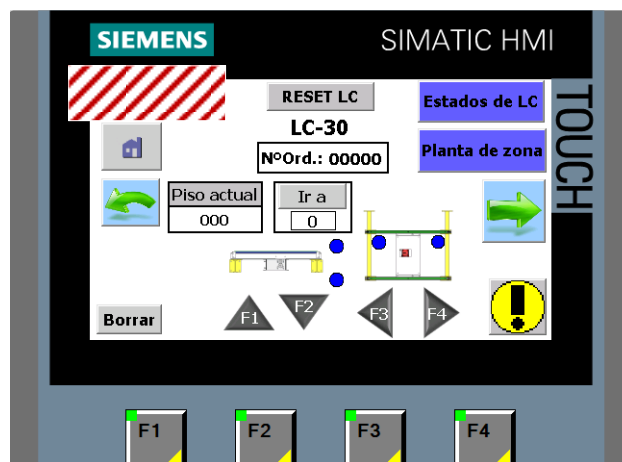 SIEMENS
SIMATIC HMI
TOUCH
RESET LC
Estados de LC
LC-30
NºOrd.: 00000
Planta de zona
Piso actual
000
Ir a
0
Borrar
F1
F2
F3
F4
F1
F2
F3
F4